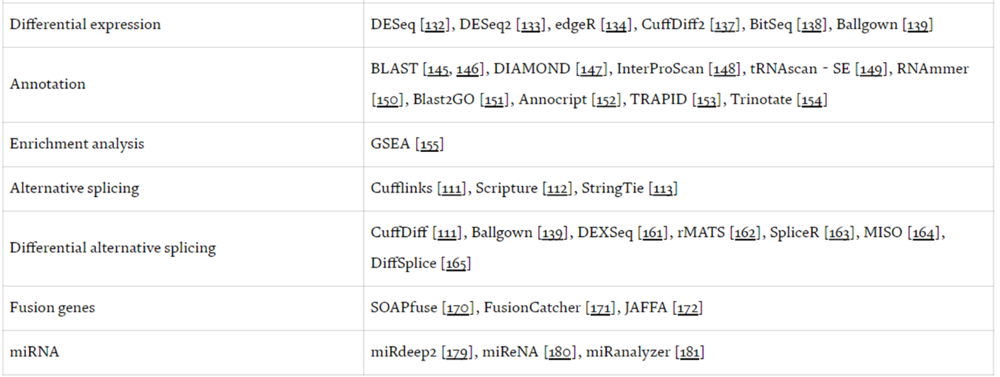 Differential expression
DESeq [132], DESeq2 [133], edgeR [134], CuffDiff2 [137], BitSeq [138], Ballgown [139]
Annotation
BLAST [145, 146], DIAMOND [147], InterProScan [148], tRNAscan - SE [149], RNAmmer
[150], Blast2GO [151], Annocript [152], TRAPID [153], Trinotate [154]
Enrichment analysis
GSEA [155]
Alternative splicing
Cufflinks [111], Scripture [112], StringTie [113]
Differential alternative splicing
CuffDiff [111], Ballgown [139], DEXSeq [161], rMATS [162], SpliceR [163], MISO [164],
DiffSplice [165]
Fusion genes
SOAPfuse [170], FusionCatcher [171], JAFFA [172]
miRNA
miRdeep2 [179], miReNA [180], miRanalyzer [181]